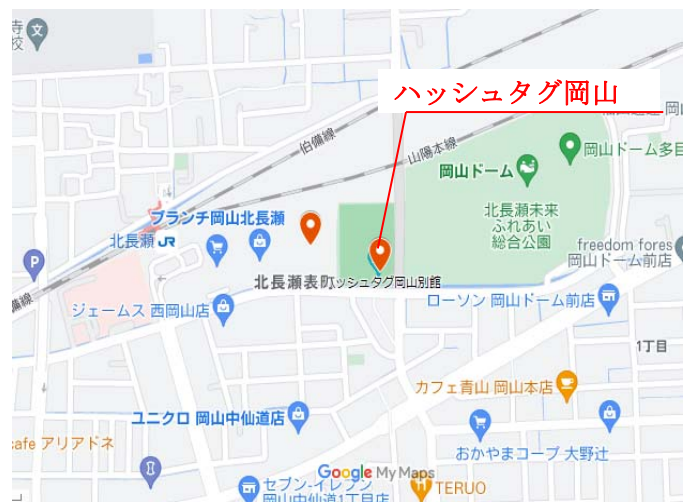 寺
校
文
ハッシュタグ岡山
伯備線
山陽本線
岡山ドーム
岡山ドーム多目
北長瀬未来
ふれあい
総合公園
ブランチ岡山北長瀬
北長瀬 JR
freedom fores
岡山ドーム前店
P
北長瀬表町
ハッシュタグ岡山別館
備線
ジェームス 西岡山店
ローソン 岡山ドーム前店
1丁目
カフェ青山 岡山本店
ユニクロ 岡山中仙道店
cafe アリアドネ
おかやまコープ 大野辻
Google My Maps
セブン-イレブン
岡山中仙道1丁目店
TERUO